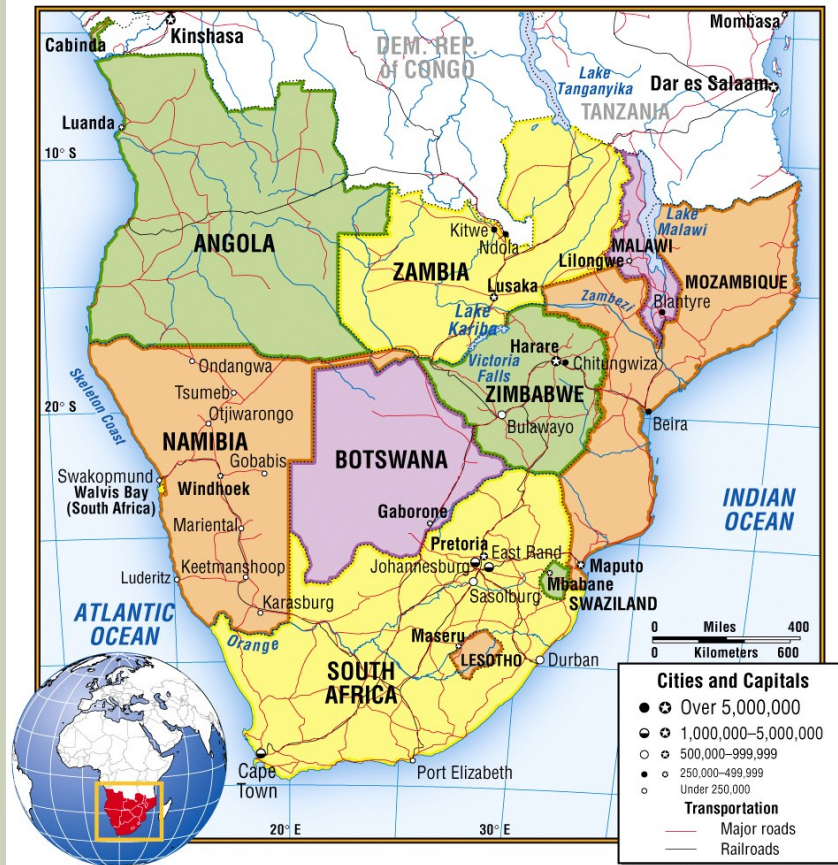 Mombasa
Kinshasa
Cabinda
DEM. REP.
of CONGO
Lake
Tanganyika
Dar es Salaam
TANZANIA
Luanda
10° S
Lake
Malawi
Kitwe
Ndola
MALAWI
Lilongwe
ANGOLA
ZAMBIA
MOZAMBIQUE
Lusaka
Zambezi
Blantyre
Lake
Kariba
Harare
Chitungwiza
Victoria
Falls
ZIMBABWE
Ondangwa
Tsumeb
Otjiwarongo
Skeleton Coast
20° S
Bulawayo
Beira
NAMIBIA
Gobabis
BOTSWANA
Swakopmund
Walvis Bay
(South Africa)
Windhoek
INDIAN
OCEAN
Gaborone
Mariental
Pretoria
East Rand
Johannesburg
Maputo
Keetmanshoop
Luderitz
Mbabane
Sasolburg
SWAZILAND
Karasburg
ATLANTIC
OCEAN
Orange
Maseru
LESOTHO
Durban
0 Miles 400
0 Kilometers 600
SOUTH
AFRICA
Cape
Town
Port Elizabeth
20° E
30° E
Cities and Capitals
Over 5,000,000
1,000,000–5,000,000
500,000–999,999
250,000–499,999
Under 250,000
Transportation
Major roads
Railroads